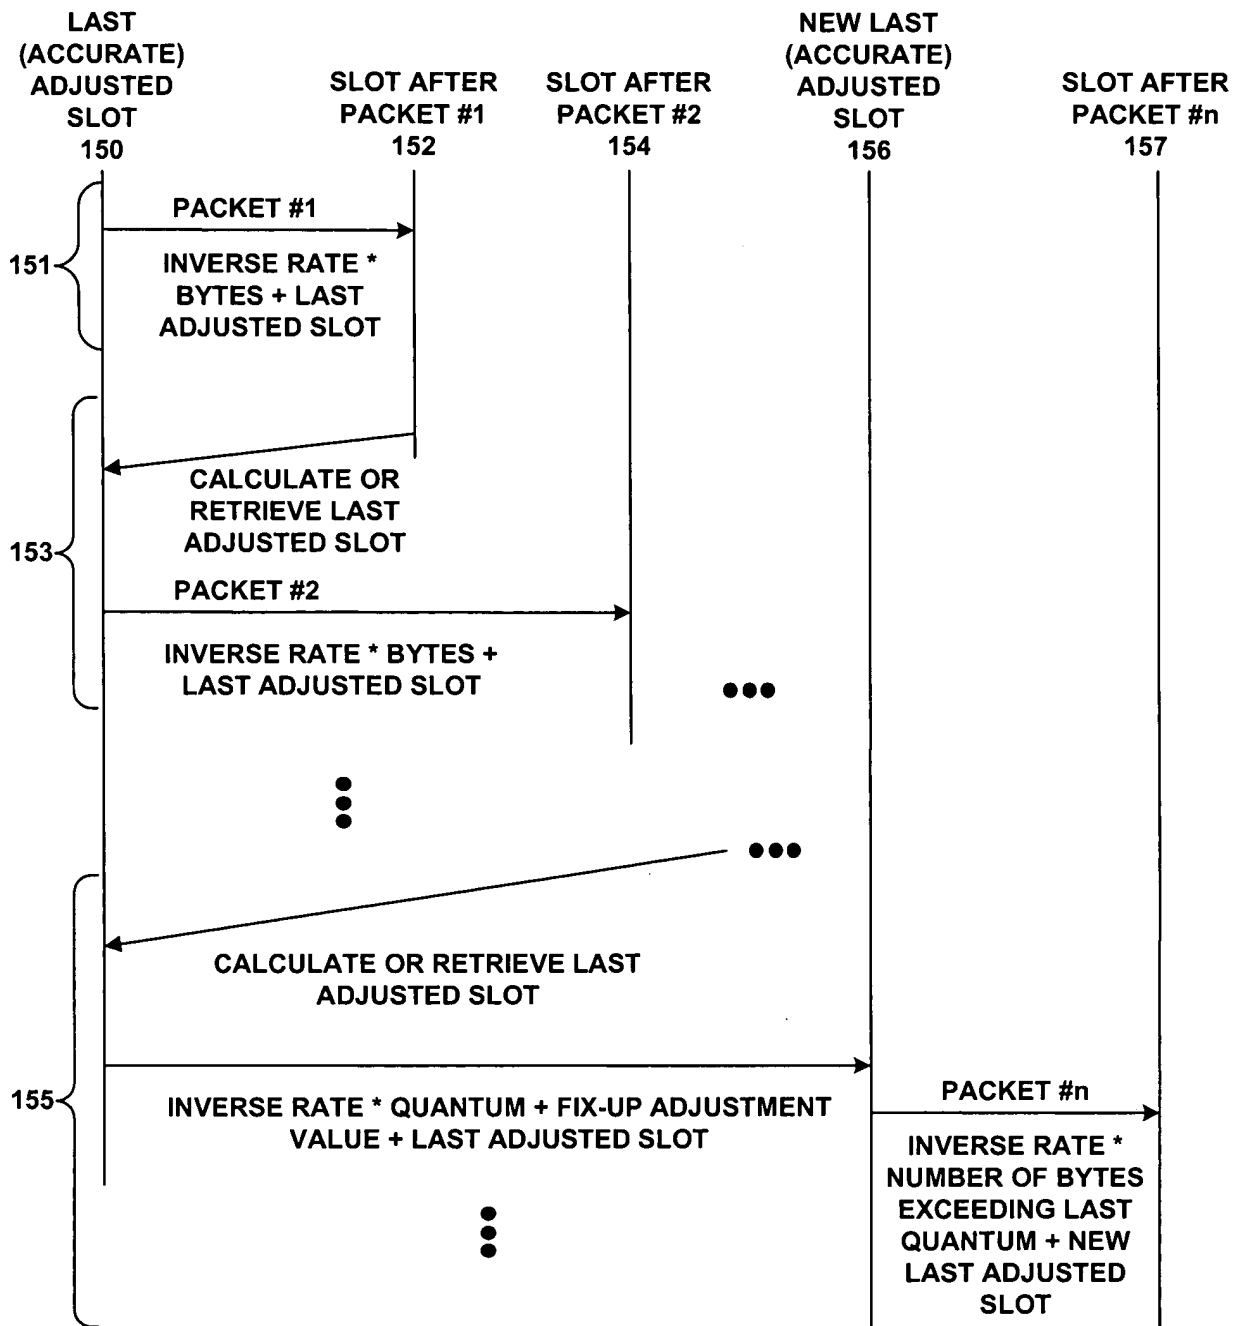 LAST
(ACCURATE)
ADJUSTED
SLOT
150
SLOT AFTER
PACKET #1
152
SLOT AFTER
PACKET #2
154
NEW LAST
(ACCURATE)
ADJUSTED
SLOT
156
SLOT AFTER
PACKET #n
157
151
PACKET #1
INVERSE RATE *
BYTES + LAST
ADJUSTED SLOT
153
CALCULATE OR
RETRIEVE LAST
ADJUSTED SLOT
PACKET #2
INVERSE RATE * BYTES +
LAST ADJUSTED SLOT
155
CALCULATE OR RETRIEVE LAST
ADJUSTED SLOT
INVERSE RATE * QUANTUM + FIX-UP ADJUSTMENT
VALUE + LAST ADJUSTED SLOT
PACKET #n
INVERSE RATE *
NUMBER OF BYTES
EXCEEDING LAST
QUANTUM + NEW
LAST ADJUSTED
SLOT